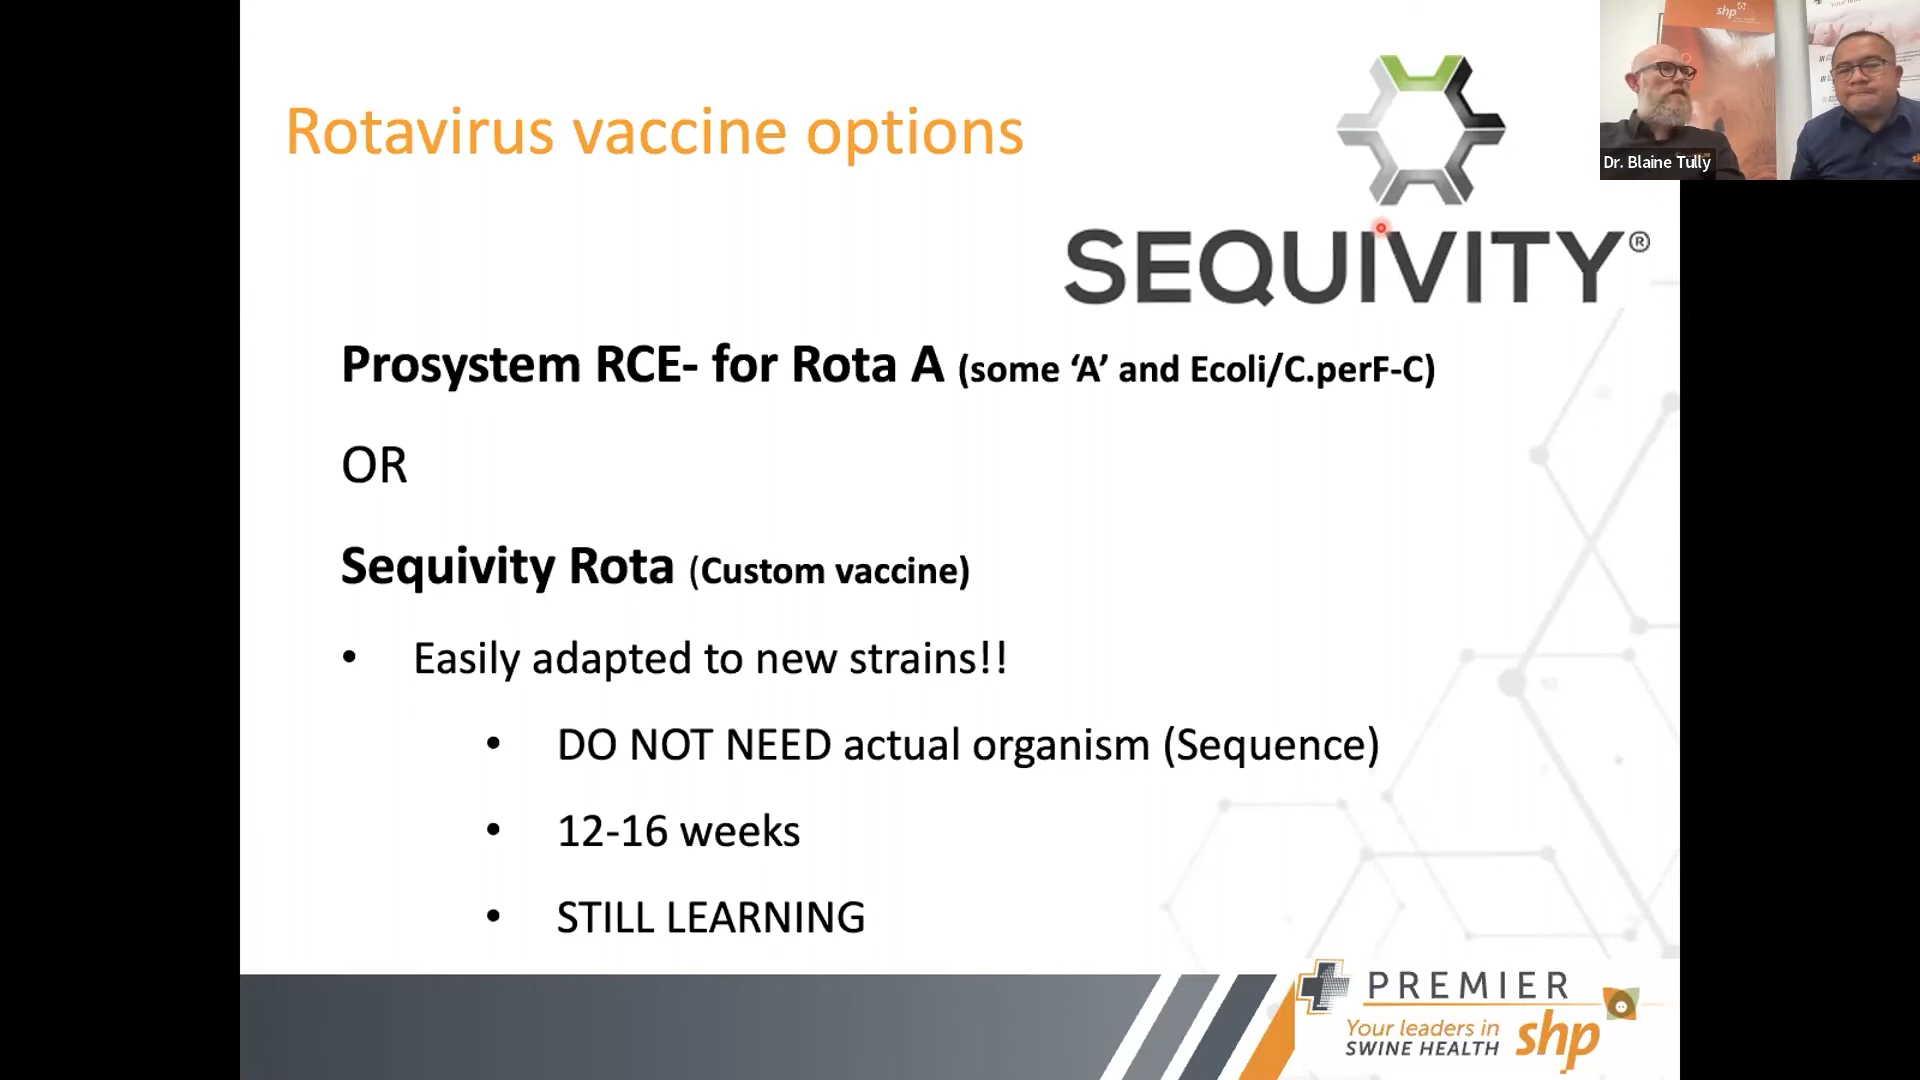 Rotavirus vaccine options
SEQUIVITY®
shp
Dr. Blaine Tully
Prosystem RCE- for Rota A (some ‘A’ and Ecoli/C.perF-C)
OR
Sequivity Rota (Custom vaccine)
• Easily adapted to new strains!!
• DO NOT NEED actual organism (Sequence)
• 12-16 weeks
• STILL LEARNING
PREMIER
Your leaders in
SWINE HEALTH
shp